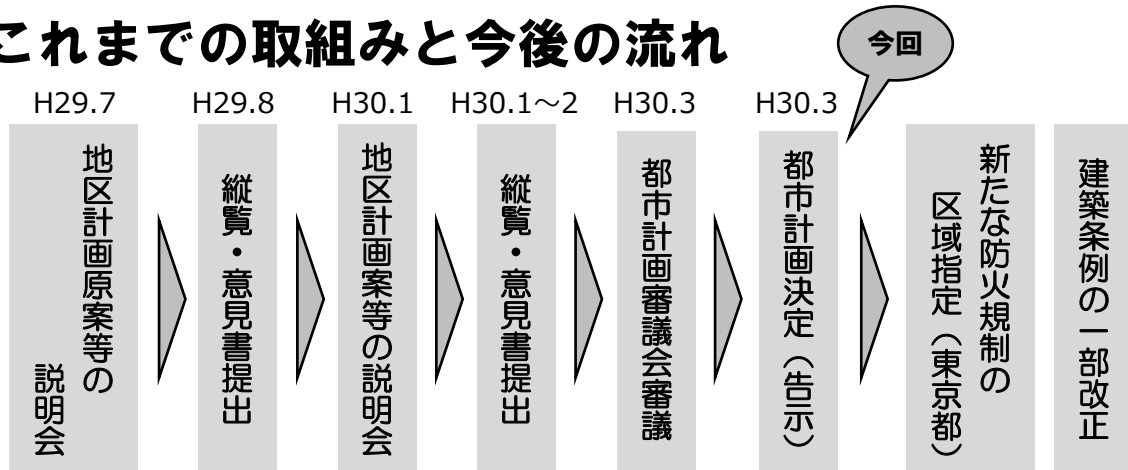 これまでの取組みと今後の流れ
今回
H29.7
地区計画原案等の
説明会
H29.8
縦覧・意見書提出
H30.1
地区計画案等の説明会
H30.1～2
縦覧・意見書提出
H30.3
都市計画審議会審議
H30.3
都市計画決定（告示）
新たな防火規制の
区域指定（東京都）
建築条例の一部改正